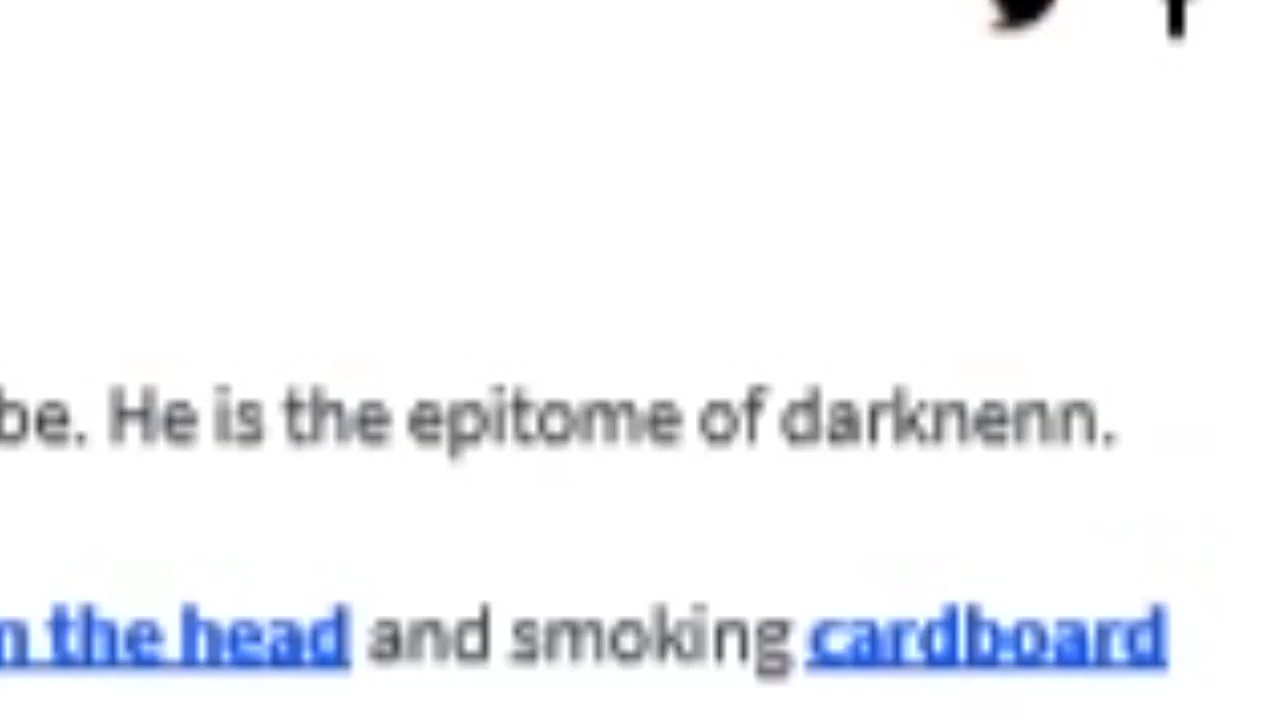 be. He is the epitome of darknenn.
n the head and smoking cardboard